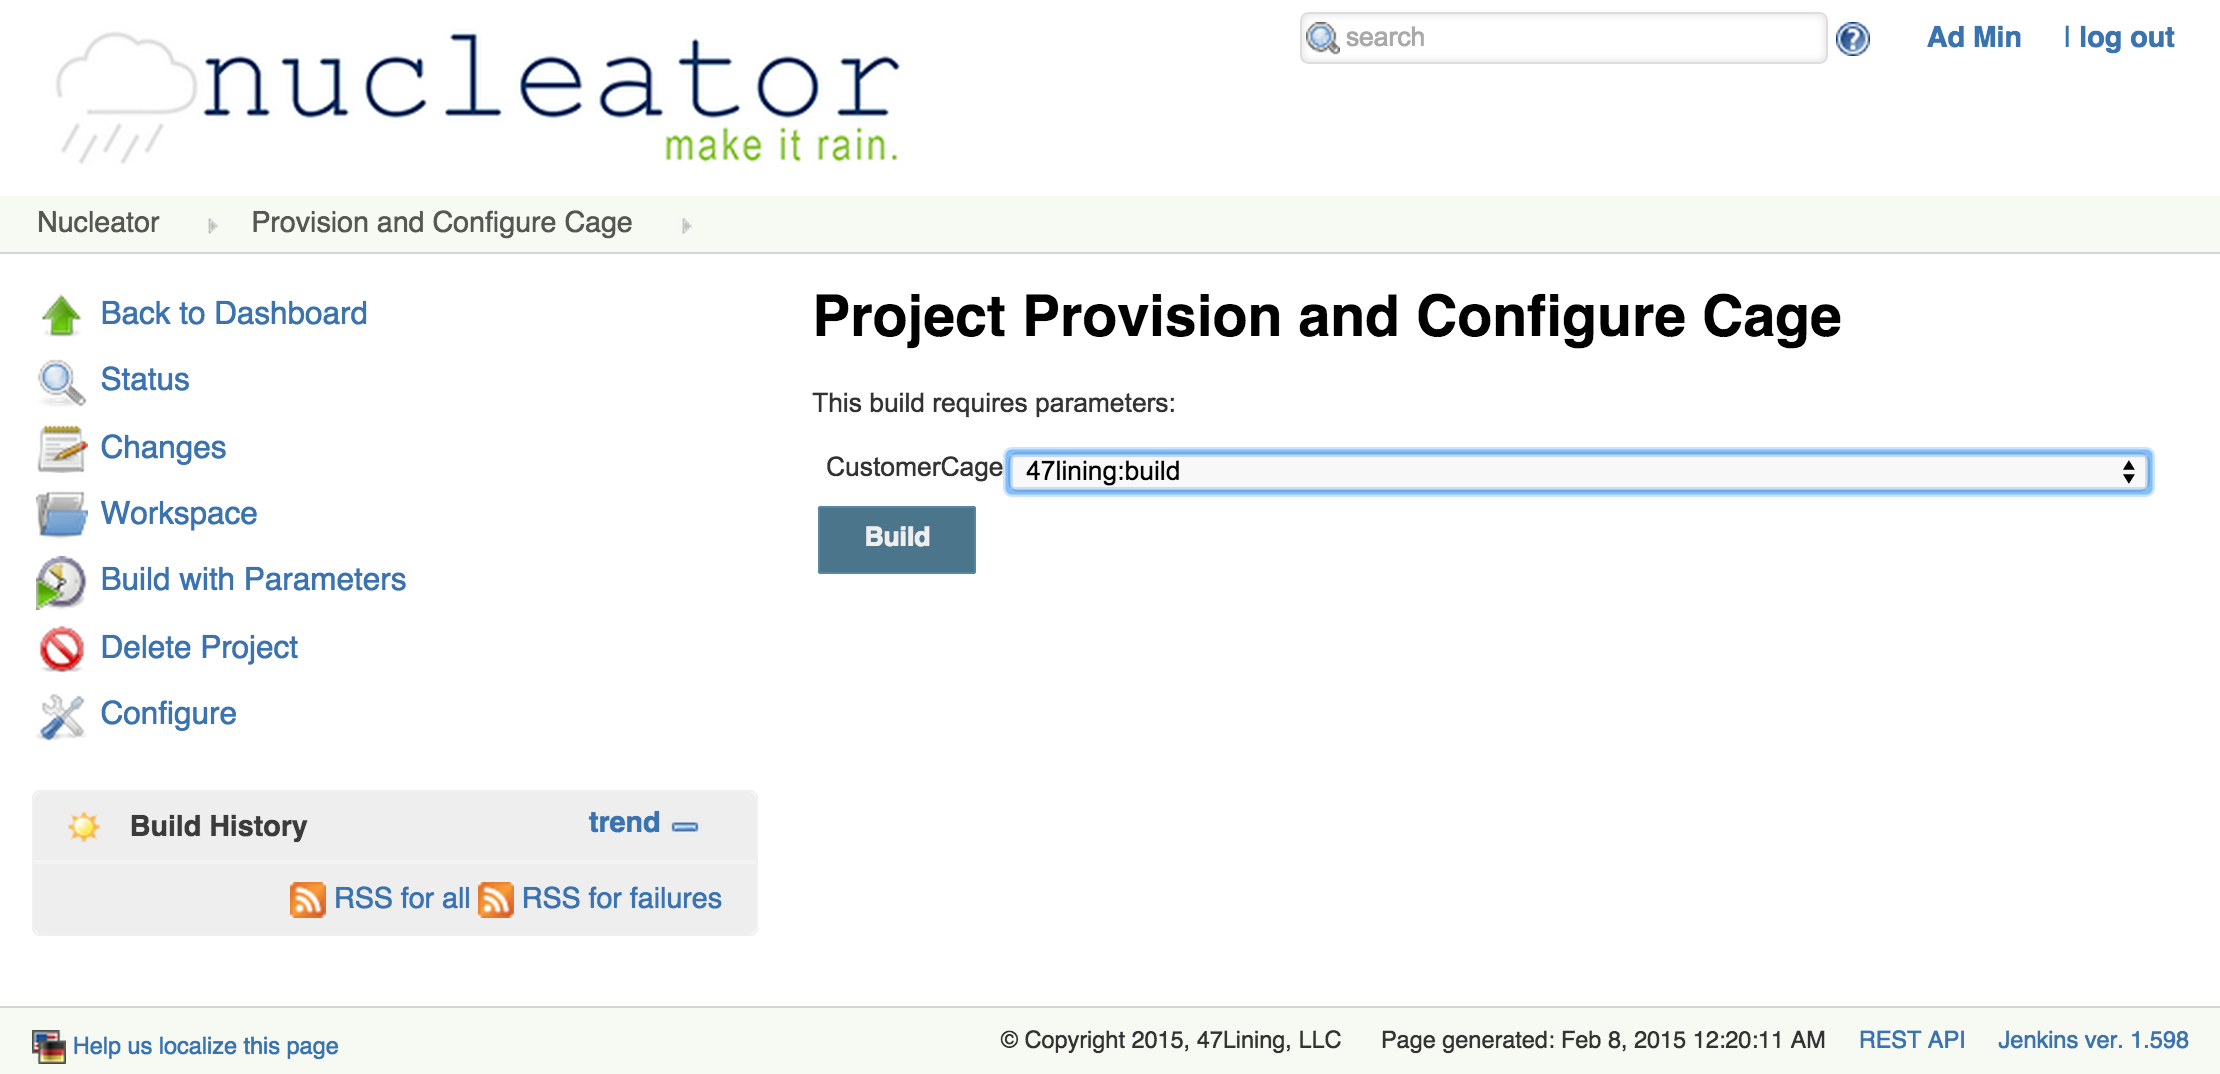 nucleator
make it rain.
search
Ad Min
| log out
Nucleator
Provision and Configure Cage
Back to Dashboard
Status
Changes
Workspace
Build with Parameters
Delete Project
Configure
Build History
trend
RSS for all
RSS for failures
Project Provision and Configure Cage
This build requires parameters:
CustomerCage
47lining:build
Build
Help us localize this page
© Copyright 2015, 47Lining, LLC
Page generated: Feb 8, 2015 12:20:11 AM
REST API
Jenkins ver. 1.598